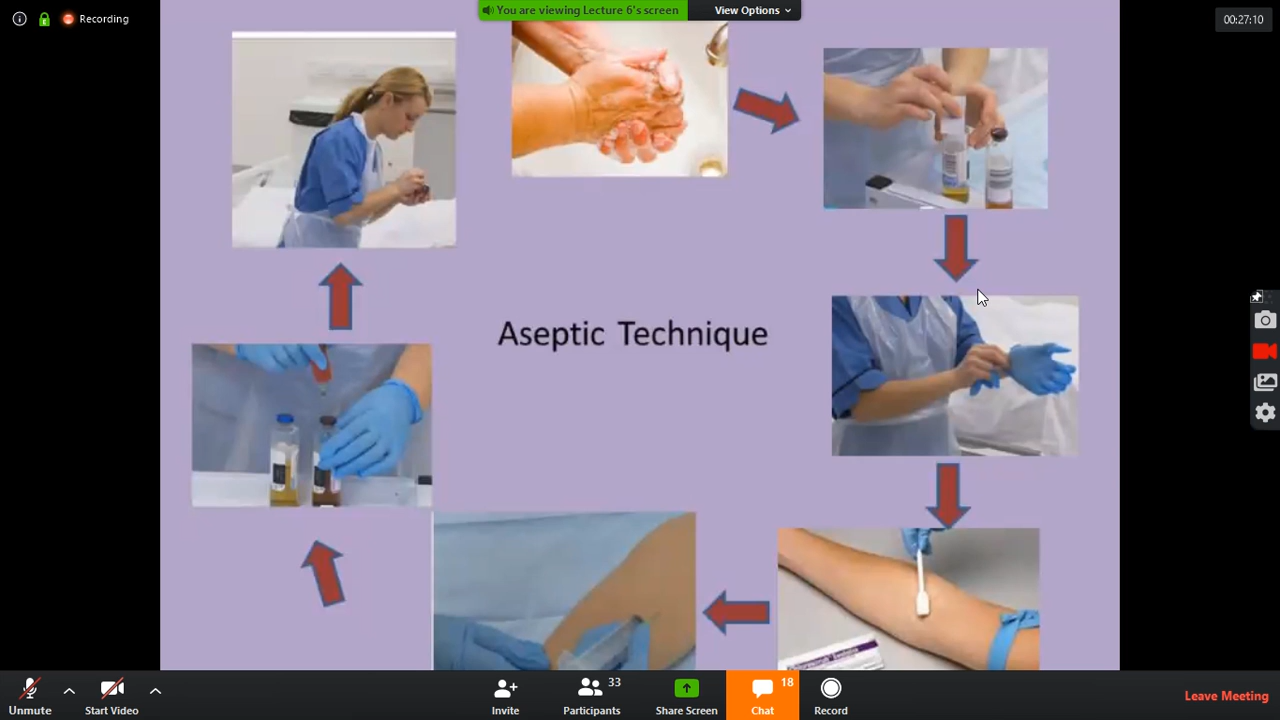 Recording
You are viewing Lecture 6's screen
View Options
00:27:10
Aseptic Technique
Unmute
Start Video
Invite
33
Participants
Share Screen
18
Chat
Record
Leave Meeting